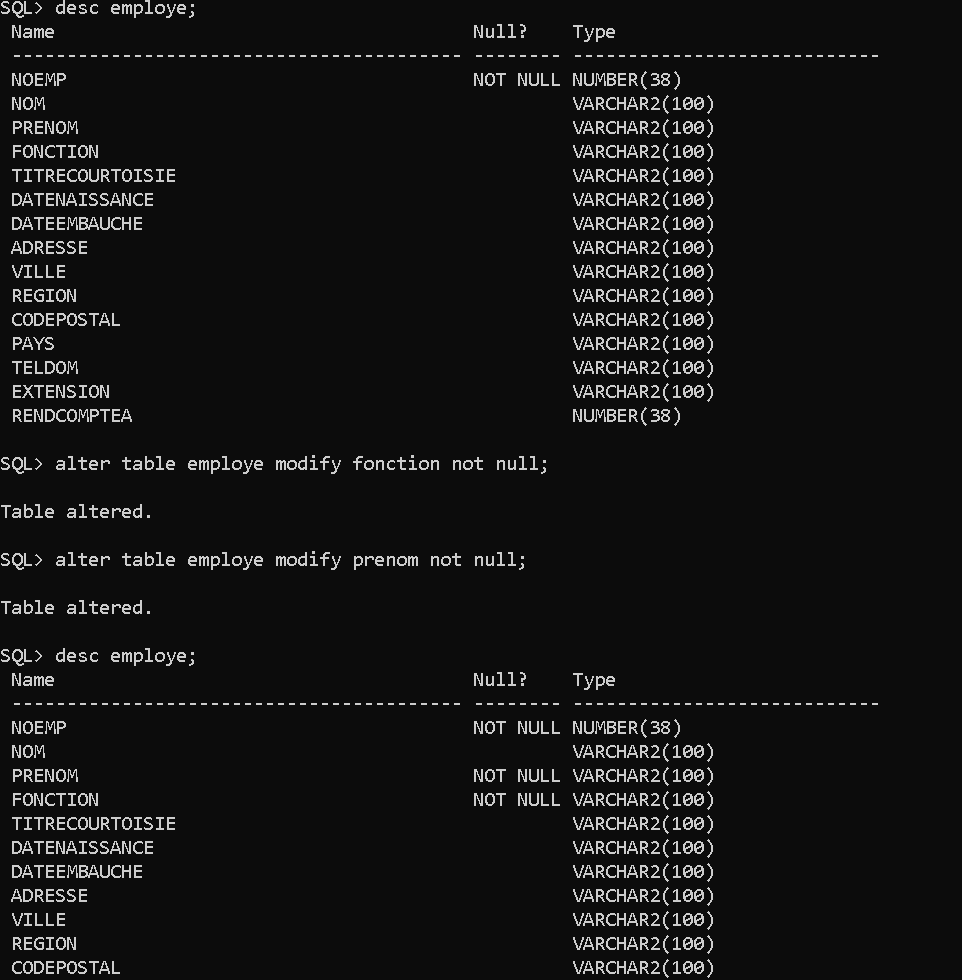 SQL> desc employe;
Name Null? Type
----------------------------------------- -------- ----------------------------
NOEMP NOT NULL NUMBER(38)
NOM VARCHAR2(100)
PRENOM VARCHAR2(100)
FONCTION VARCHAR2(100)
TITRECOURTOISIE VARCHAR2(100)
DATENAISSANCE VARCHAR2(100)
DATEEMBAUCHE VARCHAR2(100)
ADRESSE VARCHAR2(100)
VILLE VARCHAR2(100)
REGION VARCHAR2(100)
CODEPOSTAL VARCHAR2(100)
PAYS VARCHAR2(100)
TELDOM VARCHAR2(100)
EXTENSION VARCHAR2(100)
RENDCOMPTEA NUMBER(38)
SQL> alter table employe modify fonction not null;
Table altered.
SQL> alter table employe modify prenom not null;
Table altered.
SQL> desc employe;
Name Null? Type
----------------------------------------- -------- ----------------------------
NOEMP NOT NULL NUMBER(38)
NOM VARCHAR2(100)
PRENOM NOT NULL VARCHAR2(100)
FONCTION NOT NULL VARCHAR2(100)
TITRECOURTOISIE VARCHAR2(100)
DATENAISSANCE VARCHAR2(100)
DATEEMBAUCHE VARCHAR2(100)
ADRESSE VARCHAR2(100)
VILLE VARCHAR2(100)
REGION VARCHAR2(100)
CODEPOSTAL VARCHAR2(100)